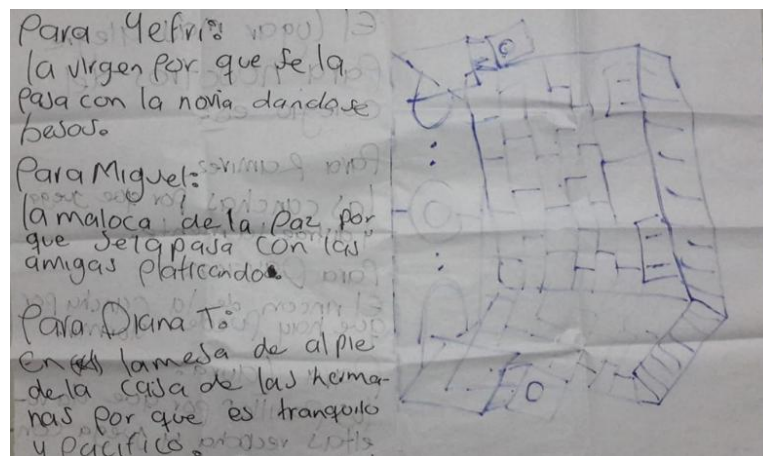 Para Yefri:
la virgen por que se la
pasa con la novia dandose
besos.
Para Miguel:
la maloca de la paz por
que se la pasa con las
amigas platicando.
Para Diana T:
En la mesa de al pie
de la casa de las herma-
nas por que es tranquilo
y pacifico.